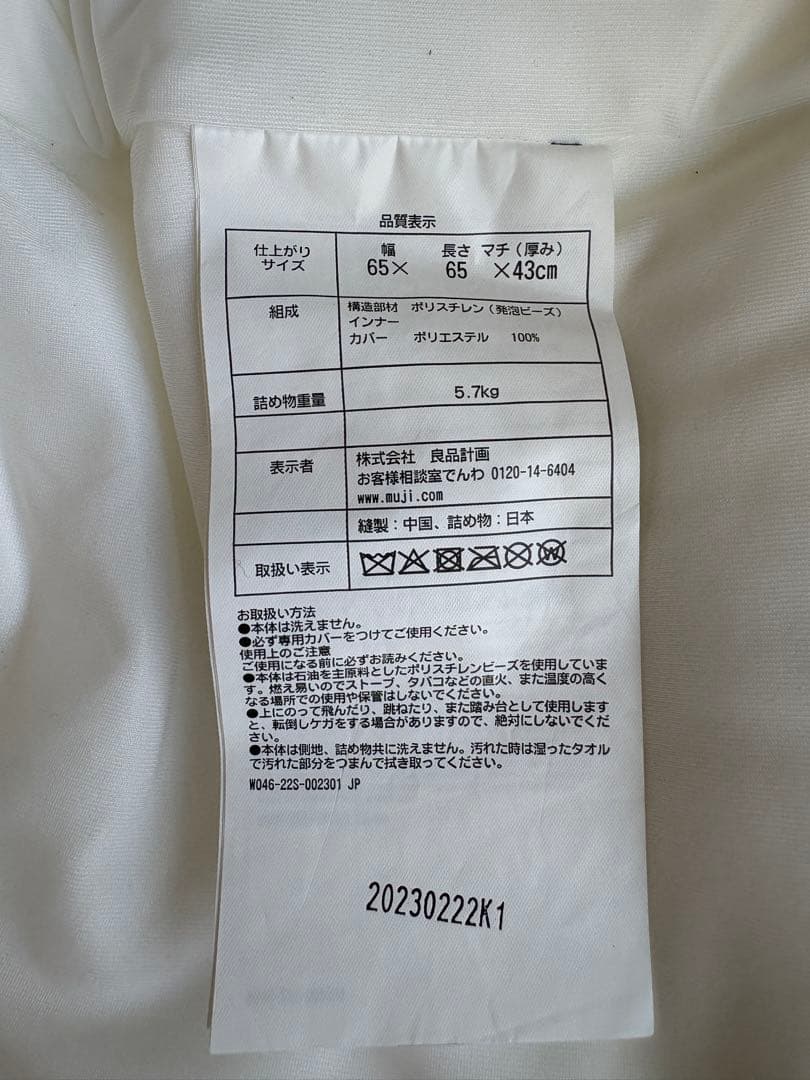 品質表示
仕上がり
サイズ
幅 長さ マチ(厚み)
65× 65 ×43cm
組成
構造部材 ポリスチレン(発泡ビーズ)
インナー
カバー ポリエステル 100%
詰め物重量
5.7kg
表示者
株式会社 良品計画
お客様相談室でんわ 0120-14-6404
www.muji.com
縫製:中国、詰め物:日本
取扱い表示
W
お取扱い方法
●本体は洗えません。
●必ず専用カバーをつけてご使用ください。
使用上のご注意
ご使用になる前に必ずお読みください。
●本体は石油を主原料としたポリスチレンビーズを使用していま
す。燃え易いのでストーブ、タバコなどの直火、また温度の高く
なる場所での使用や保管はしないでください。
●上にのって飛んだり、跳ねたり、また踏み台として使用します
と、転倒しケガをする場合がありますので、絶対にしないでくだ
さい。
●本体は側地、詰め物共に洗えません。汚れた時は湿ったタオル
で汚れた部分をつまんで拭き取ってください。
W046-22S-002301 JP
20230222K1